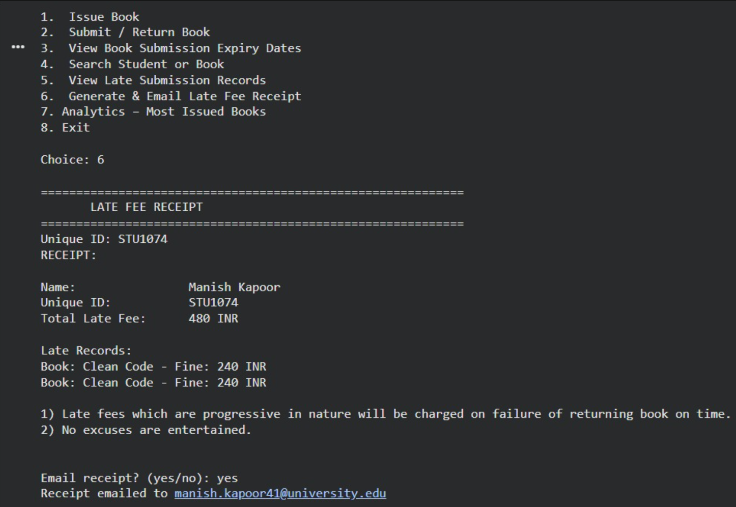 1.  Issue Book
2.  Submit / Return Book
3.  View Book Submission Expiry Dates
4.  Search Student or Book
5.  View Late Submission Records
6.  Generate & Email Late Fee Receipt
7. Analytics – Most Issued Books
8. Exit
Choice: 6
============================================================
LATE FEE RECEIPT
============================================================
Unique ID: STU1074
RECEIPT:
Name:                Manish Kapoor
Unique ID:           STU1074
Total Late Fee:      480 INR
Late Records:
Book: Clean Code - Fine: 240 INR
Book: Clean Code - Fine: 240 INR
1) Late fees which are progressive in nature will be charged on failure of returning book on time.
2) No excuses are entertained.
Email receipt? (yes/no): yes
Receipt emailed to manish.kapoor41@university.edu